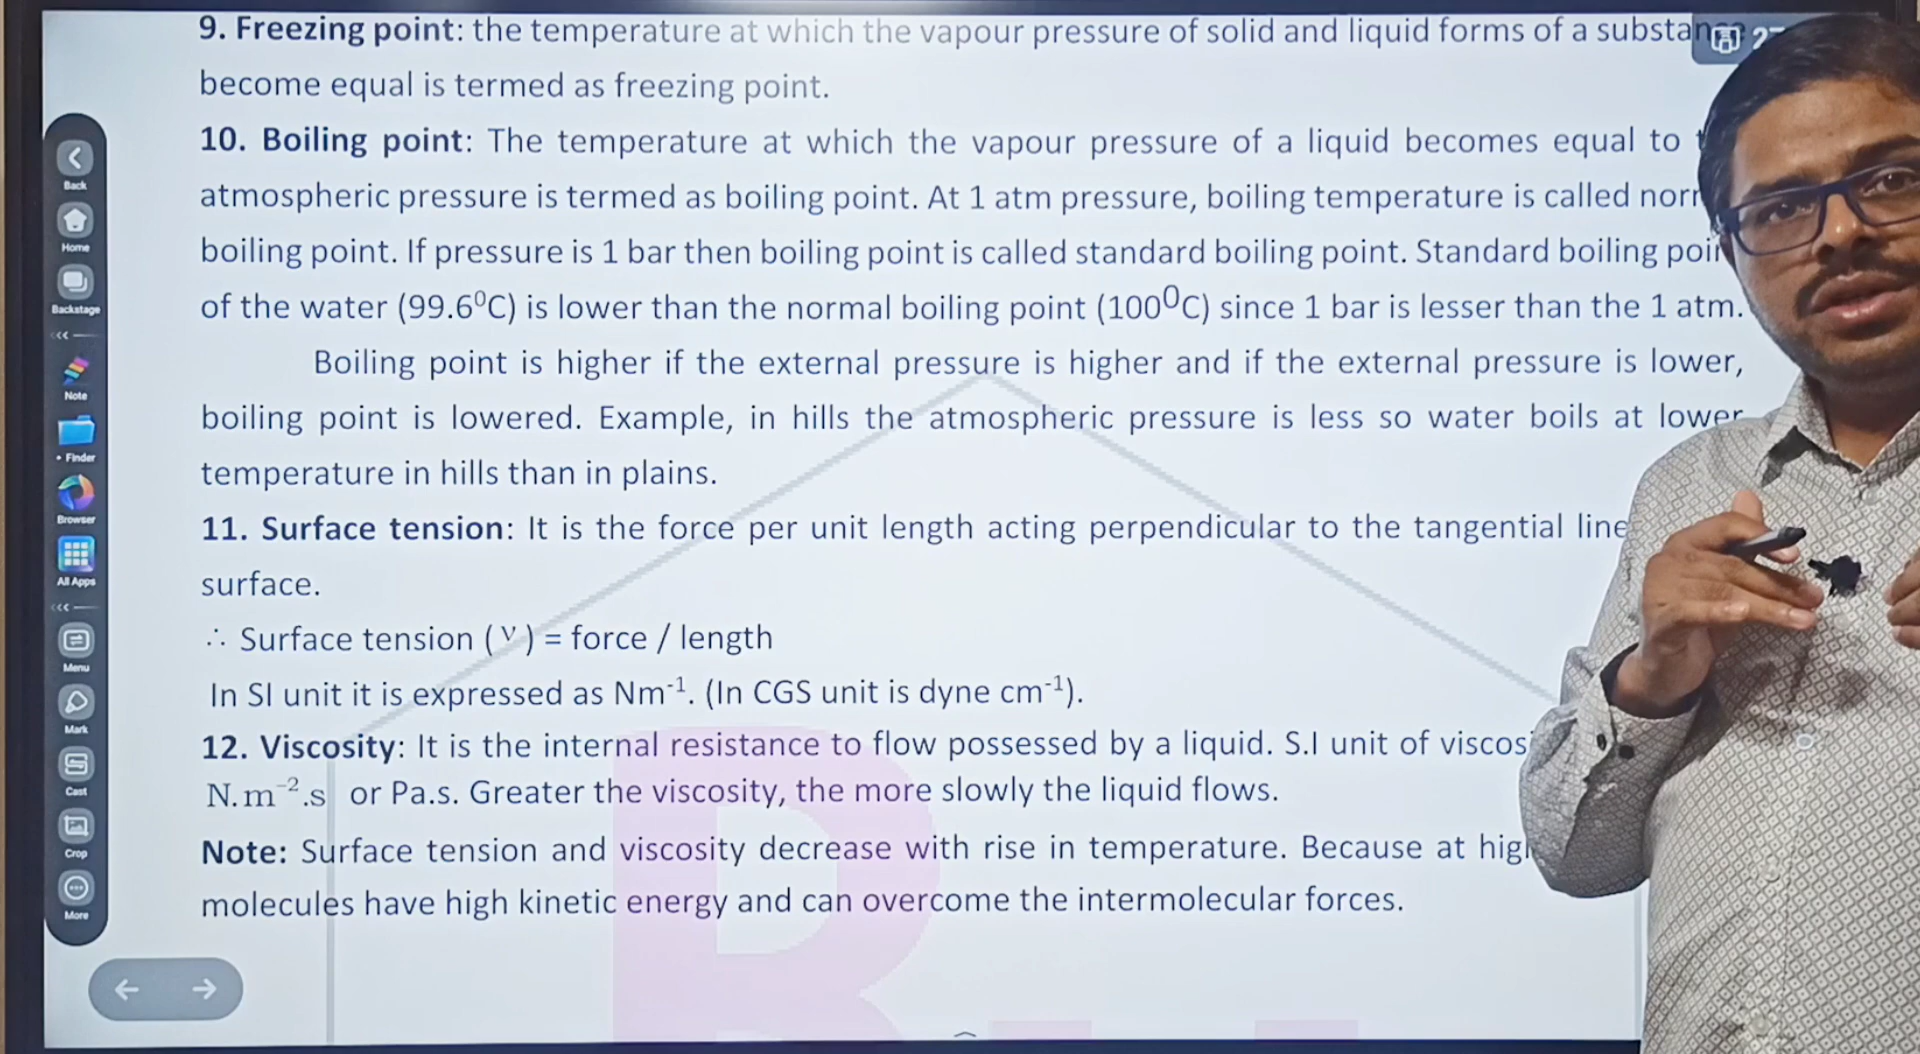 9. Freezing point: the temperature at which the vapour pressure of solid and liquid forms of a
become equal is termed as freezing point.
10. Boiling point: The temperature at which the vapour pressure of a liquid becomes equal to
atmospheric pressure is termed as boiling point. At 1 atm pressure, boiling temperature is called
boiling point. If pressure is 1 bar then boiling point is called standard boiling point. Standard boiling
of the water (99.6⁰C) is lower than the normal boiling point (100⁰C) since 1 bar is lesser than the 1 atm.
Boiling point is higher if the external pressure is higher and if the external pressure is lower,
boiling point is lowered. Example, in hills the atmospheric pressure is less so water boils at lower
temperature in hills than in plains.
11. Surface tension: It is the force per unit length acting perpendicular to the tangential line
surface.
∴ Surface tension (γ) = force / length
In SI unit it is expressed as Nm⁻¹. (In CGS unit is dyne cm⁻¹).
12. Viscosity: It is the internal resistance to flow possessed by a liquid. S.I unit of
N.m⁻².s or Pa.s. Greater the viscosity, the more slowly the liquid flows.
Note: Surface tension and viscosity decrease with rise in temperature. Because at
molecules have high kinetic energy and can overcome the intermolecular forces.
Back
Home
Backstage
Note
• Finder
Browser
All Apps
Menu
Mark
Cast
Crop
More